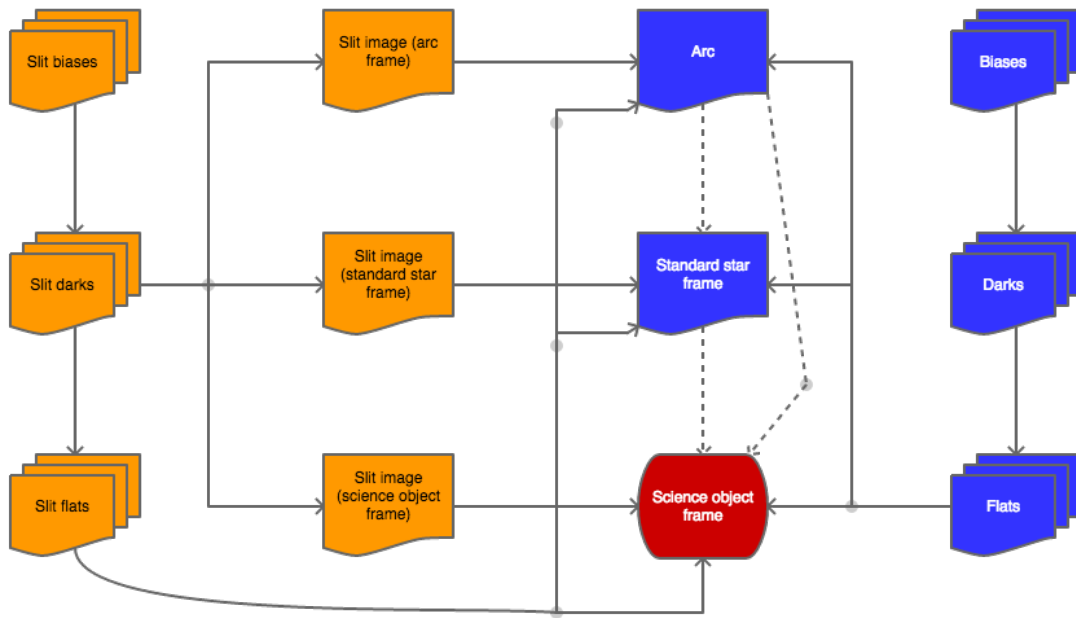 Slit biases
Slit image (arc
frame)
Arc
Biases
Slit darks
Slit image
(standard star
frame)
Standard star
frame
Darks
Slit flats
Slit image
(science object
frame)
Science object
frame
Flats